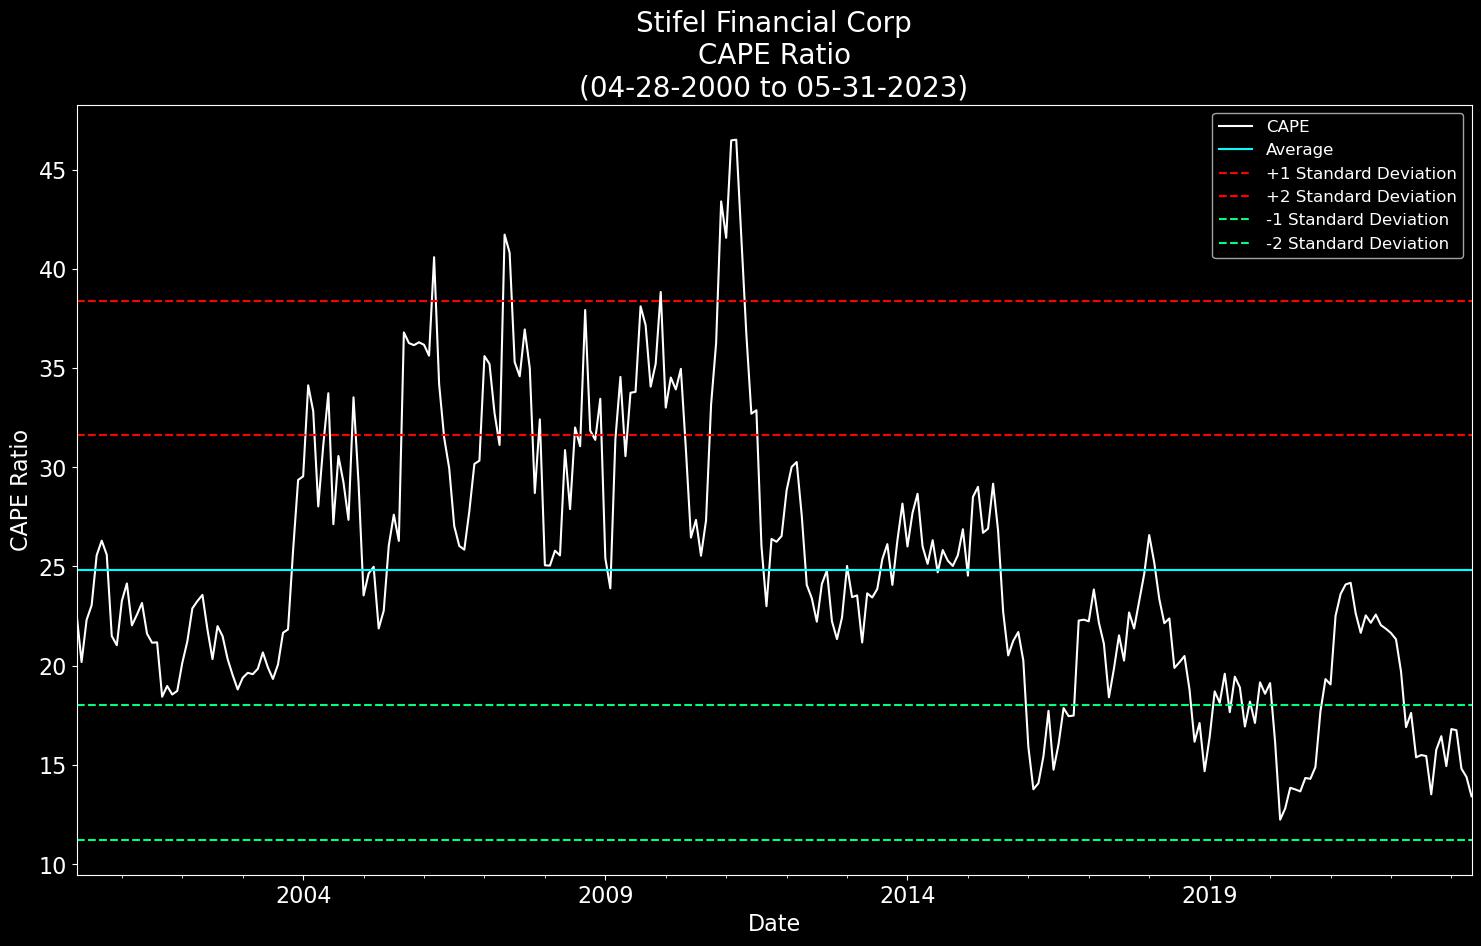 Stifel Financial Corp
CAPE Ratio
(04-28-2000 to 05-31-2023)
CAPE
Average
+1 Standard Deviation
+2 Standard Deviation
-1 Standard Deviation
-2 Standard Deviation
CAPE Ratio
45
40
35
30
25
20
15
10
2004
2009
2014
2019
Date